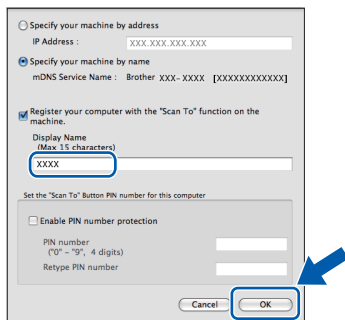 Specify your machine by address
IP Address : XXX.XXX.XXX.XXX
Specify your machine by name
mDNS Service Name : Brother XXX-XXXX [XXXXXXXXXXXX]
Register your computer with the "Scan To" function on the
machine.
Display Name
(Max 15 characters)
XXXX
Set the "Scan To" Button PIN number for this computer
Enable PIN number protection
PIN number
("0" – "9", 4 digits)
Retype PIN number
Cancel OK